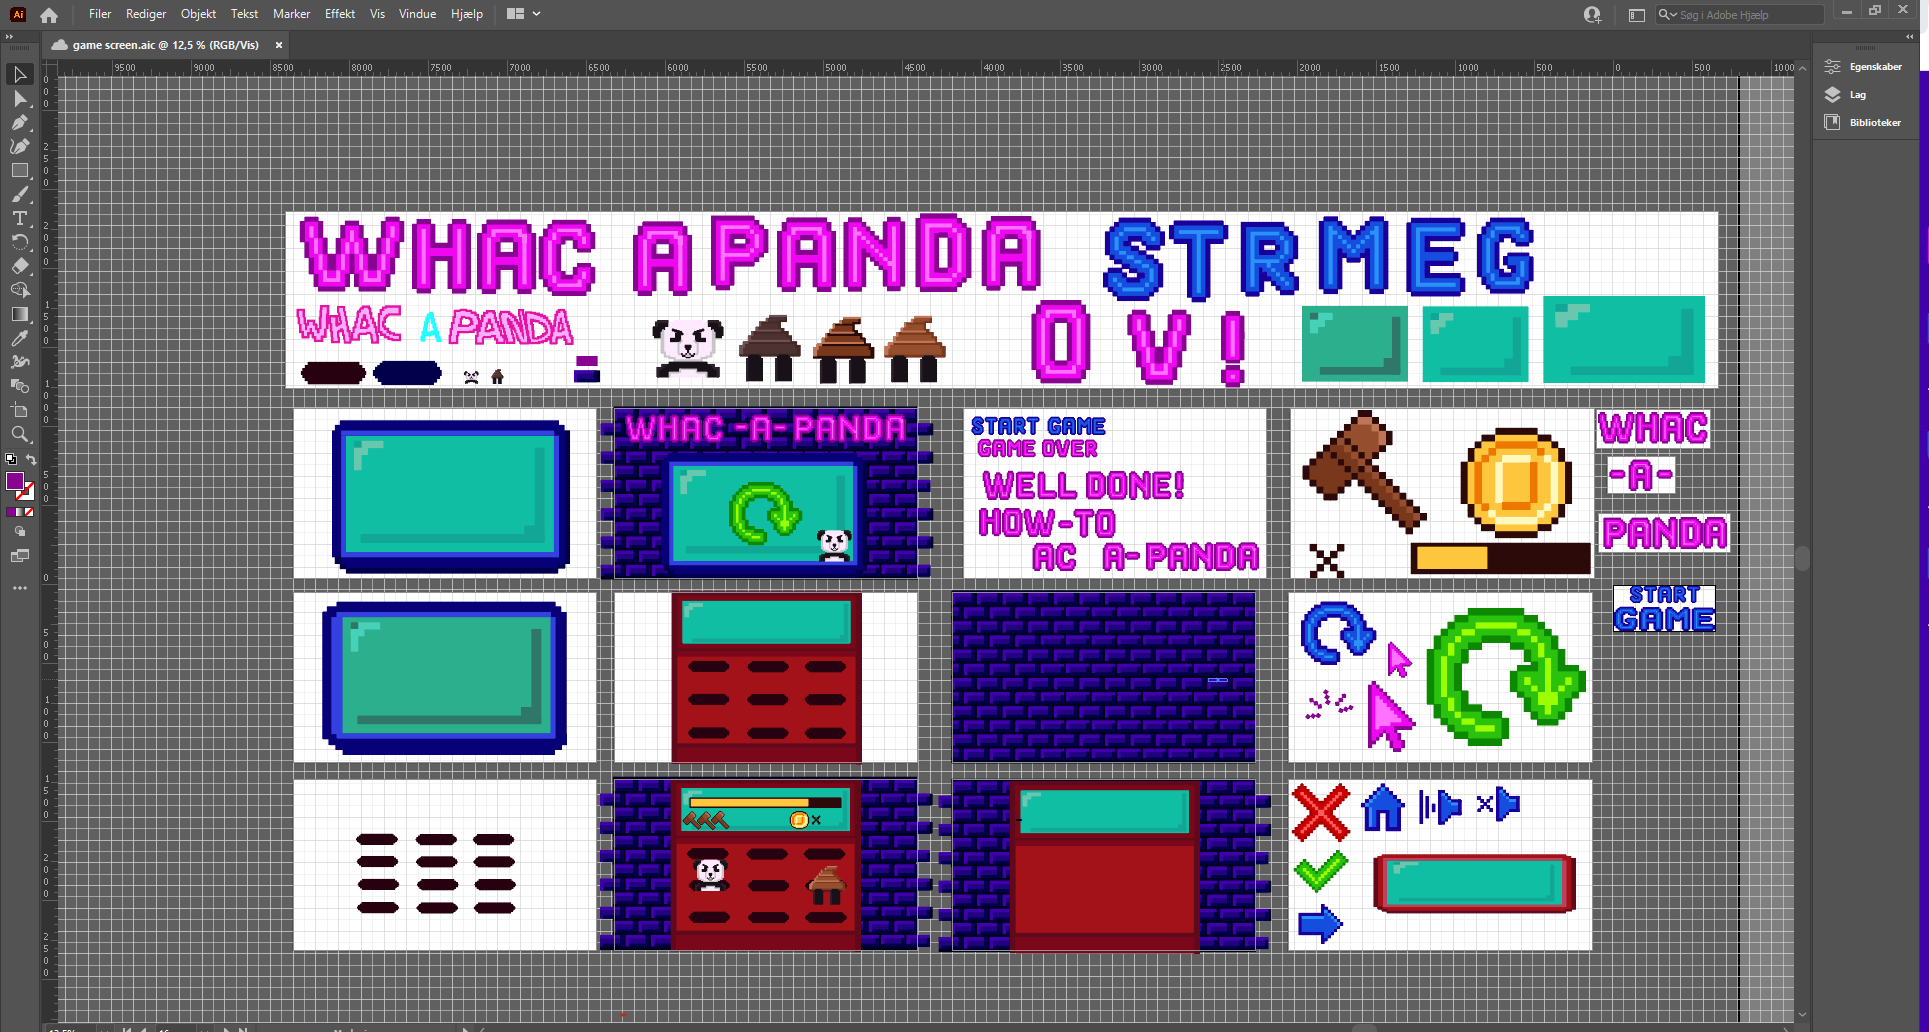 Ai Filer Rediger Objekt Tekst Marker Effekt Vis Vindue Hjælp Søg i Adobe Hjælp
game screen.aic @ 12,5 % (RGB/Vis) ×
9500 9000 8500 8000 7500 7000 6500 6000 5500 5000 4500 4000 3500 3000 2500 2000 1500 1000 500 0 500 1000
Egenskaber
Lag
Biblioteker
WHAC A PANDA STRMEG
O V !
WHAC A PANDA
WHAC -A- PANDA
START GAME
GAME OVER
WELL DONE!
HOW-TO
AC A-PANDA
WHAC
-A-
PANDA
START
GAME